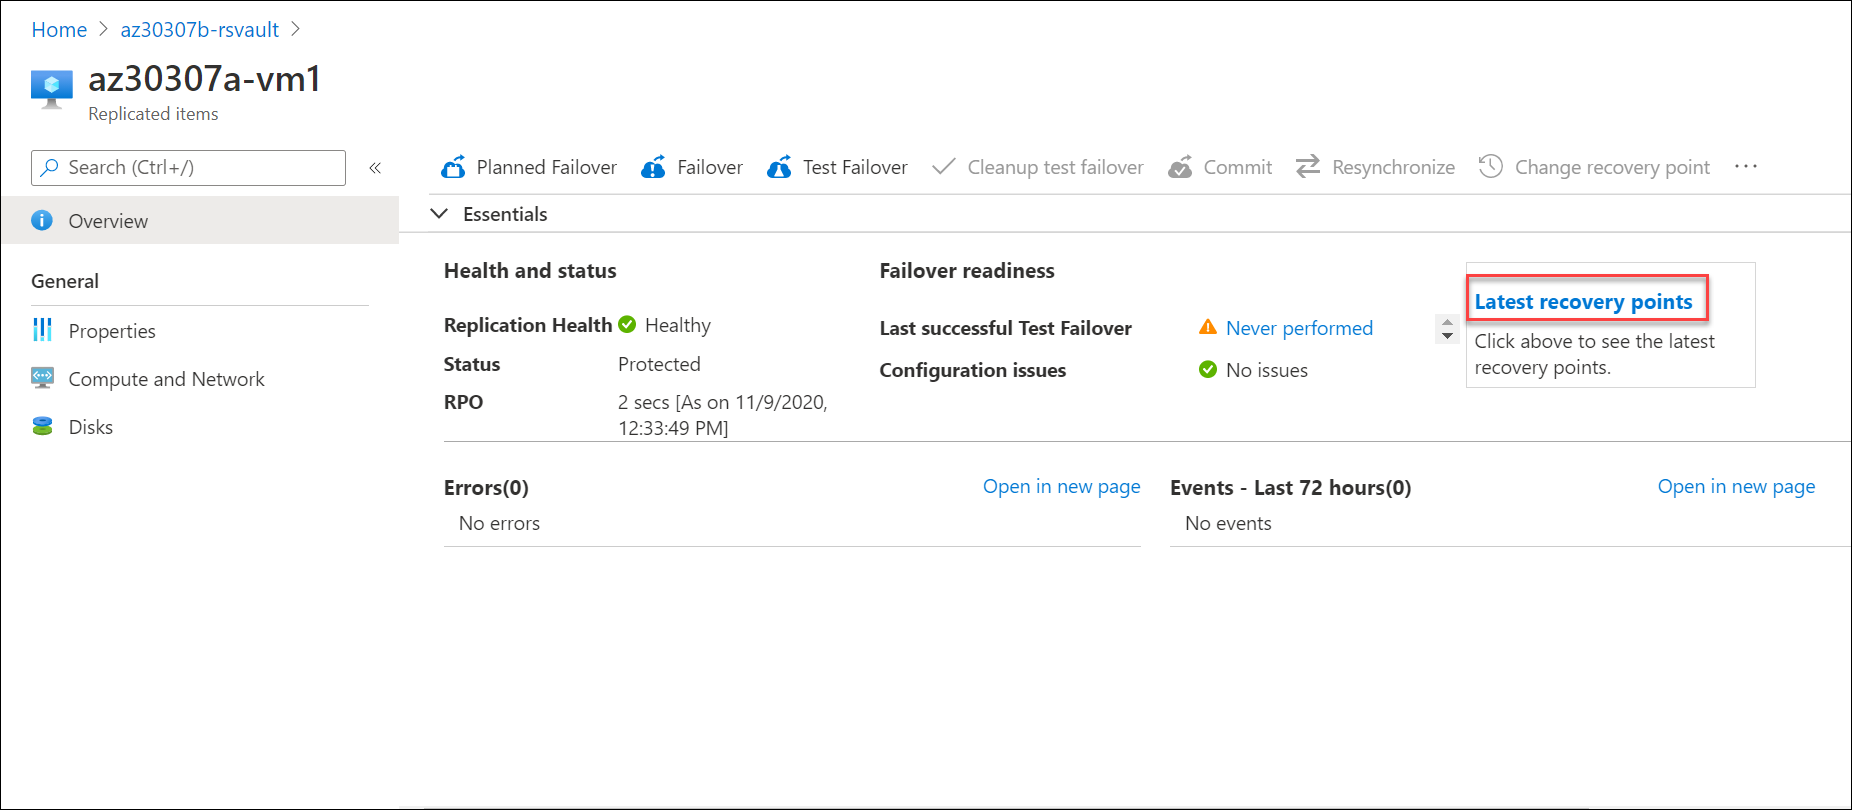 Home > az30307b-rsvault >
az30307a-vm1
Replicated items
Search (Ctrl+/)
«
Planned Failover
Failover
Test Failover
Cleanup test failover
Commit
Resynchronize
Change recovery point
...
Overview
General
Properties
Compute and Network
Disks
Essentials
Health and status
Replication Health Healthy
Status Protected
RPO 2 secs [As on 11/9/2020,
12:33:49 PM]
Failover readiness
Last successful Test Failover Never performed
Configuration issues No issues
Latest recovery points
Click above to see the latest
recovery points.
Errors(0) Open in new page
No errors
Events - Last 72 hours(0) Open in new page
No events